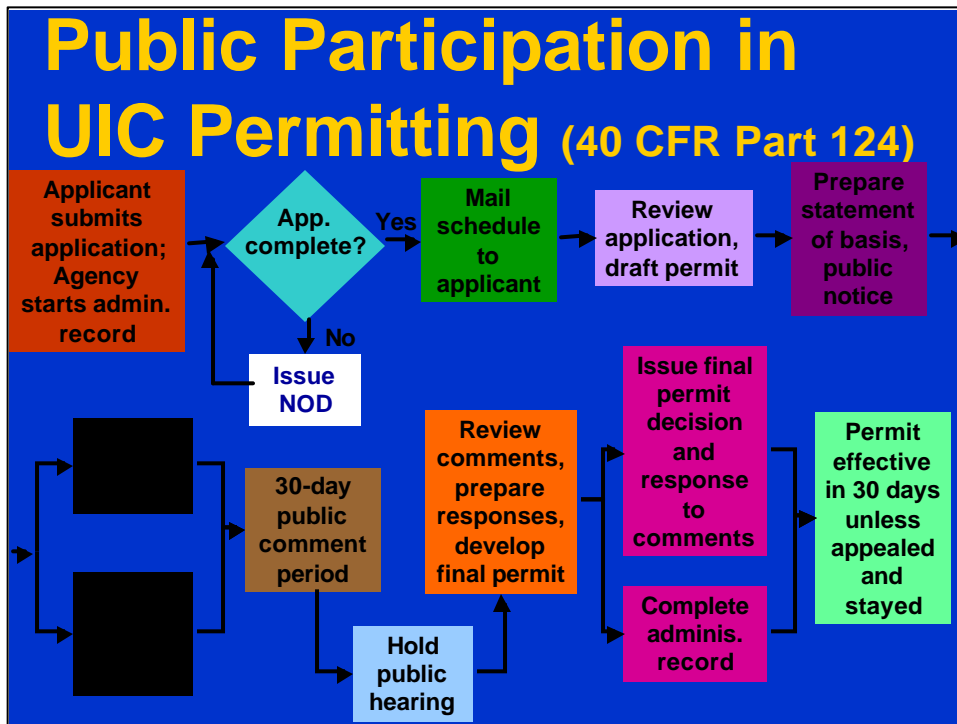 Public Participation in
UIC Permitting (40 CFR Part 124)
Applicant
submits
application;
Agency
starts admin.
record
App.
complete?
Yes
No
Issue
NOD
Mail
schedule
to
applicant
Review
application,
draft permit
Prepare
statement
of basis,
public
notice
30-day
public
comment
period
Hold
public
hearing
Review
comments,
prepare
responses,
develop
final permit
Issue final
permit
decision
and
response
to
comments
Complete
adminis.
record
Permit
effective
in 30 days
unless
appealed
and
stayed